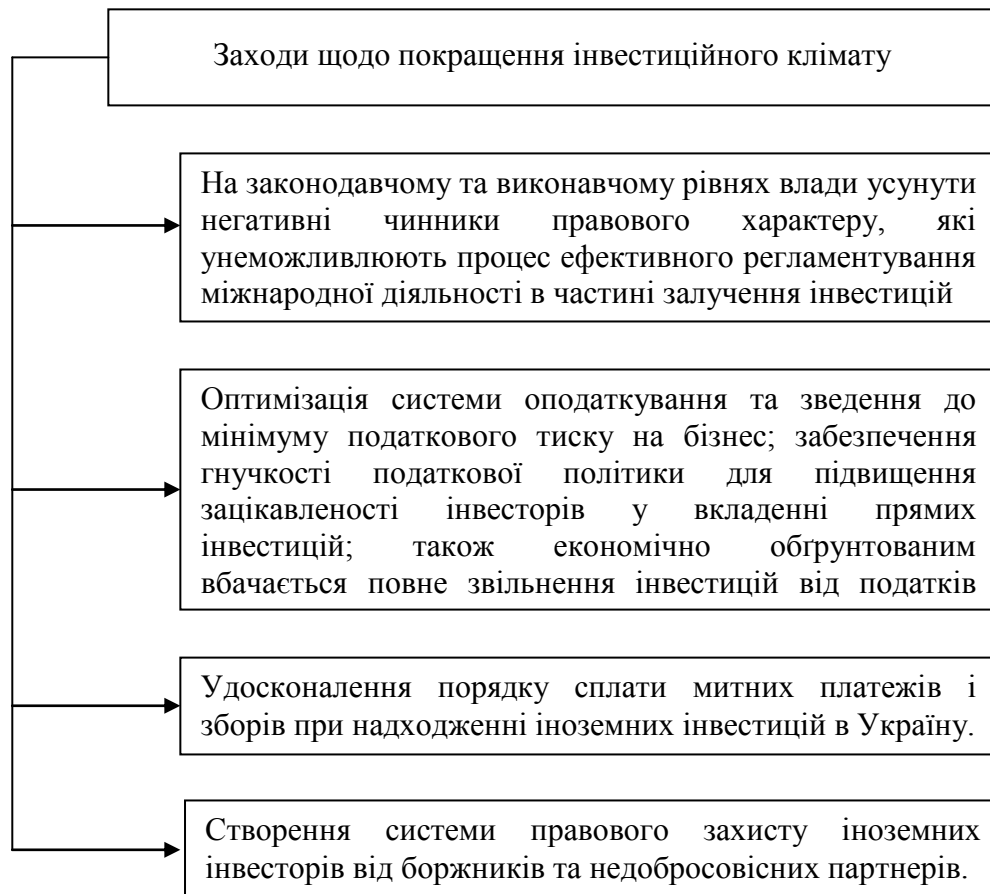 Заходи щодо покращення інвестиційного клімату
На законодавчому та виконавчому рівнях влади усунути
негативні чинники правового характеру, які
унеможливлюють процес ефективного регламентування
міжнародної діяльності в частині залучення інвестицій
Оптимізація системи оподаткування та зведення до
мінімуму податкового тиску на бізнес; забезпечення
гнучкості податкової політики для підвищення
зацікавленості інвесторів у вкладенні прямих
інвестицій; також економічно обґрунтованим
вбачається повне звільнення інвестицій від податків
Удосконалення порядку сплати митних платежів і
зборів при надходженні іноземних інвестицій в Україну.
Створення системи правового захисту іноземних
інвесторів від боржників та недобросовісних партнерів.